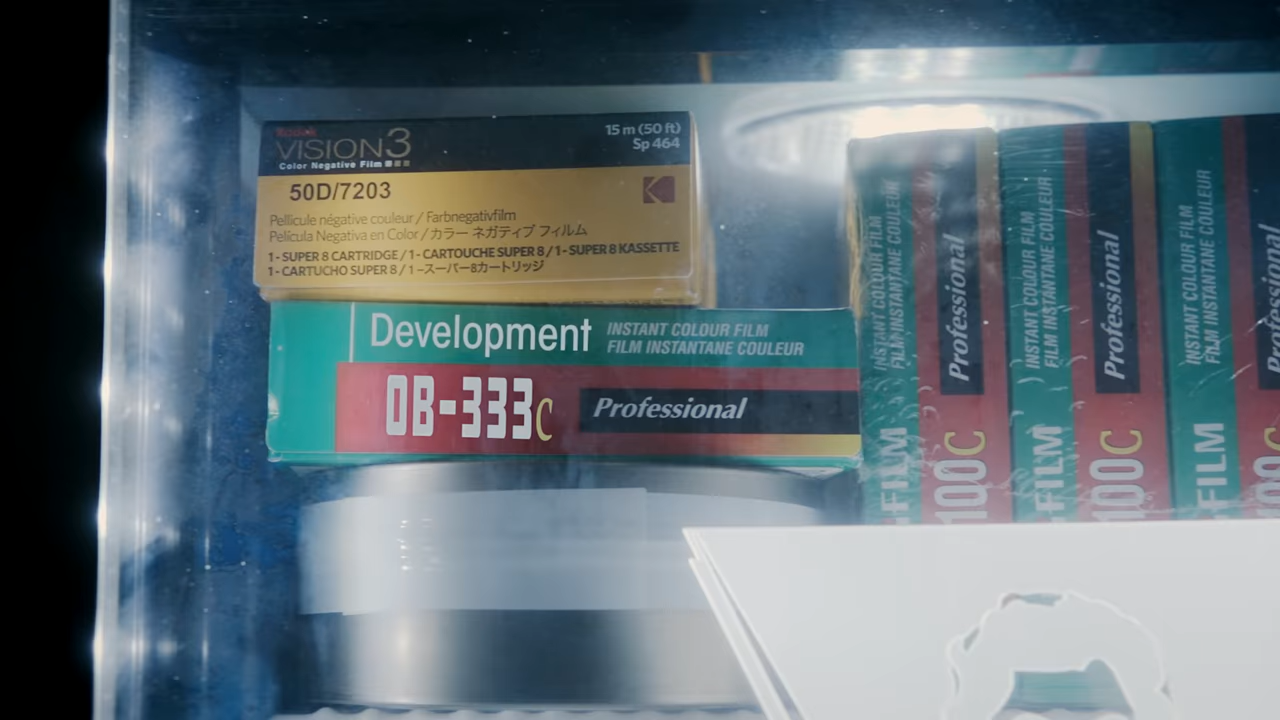 Kodak
VISION3
Color Negative Film
15 m (50 ft)
Sp 464
50D/7203
Pellicule négative couleur / Farbnegativfilm
Película Negativa en Color / カラー ネガティブ フィルム
1 - SUPER 8 CARTRIDGE / 1 - CARTOUCHE SUPER 8 / 1 - SUPER 8 KASSETTE
1 - CARTUCHO SUPER 8 / 1 -スーパー8カートリッジ
Development
INSTANT COLOUR FILM
FILM INSTANTANE COULEUR
OB-333C
Professional
INSTANT COLOUR FILM
FILM INSTANTANE COULEUR
Professional
FILM
100C
INSTANT COLOUR FILM
FILM INSTANTANE COULEUR
Professional
FILM
100C
INSTANT COLOUR FILM
FILM INSTANTANE COULEUR
Professional
FILM